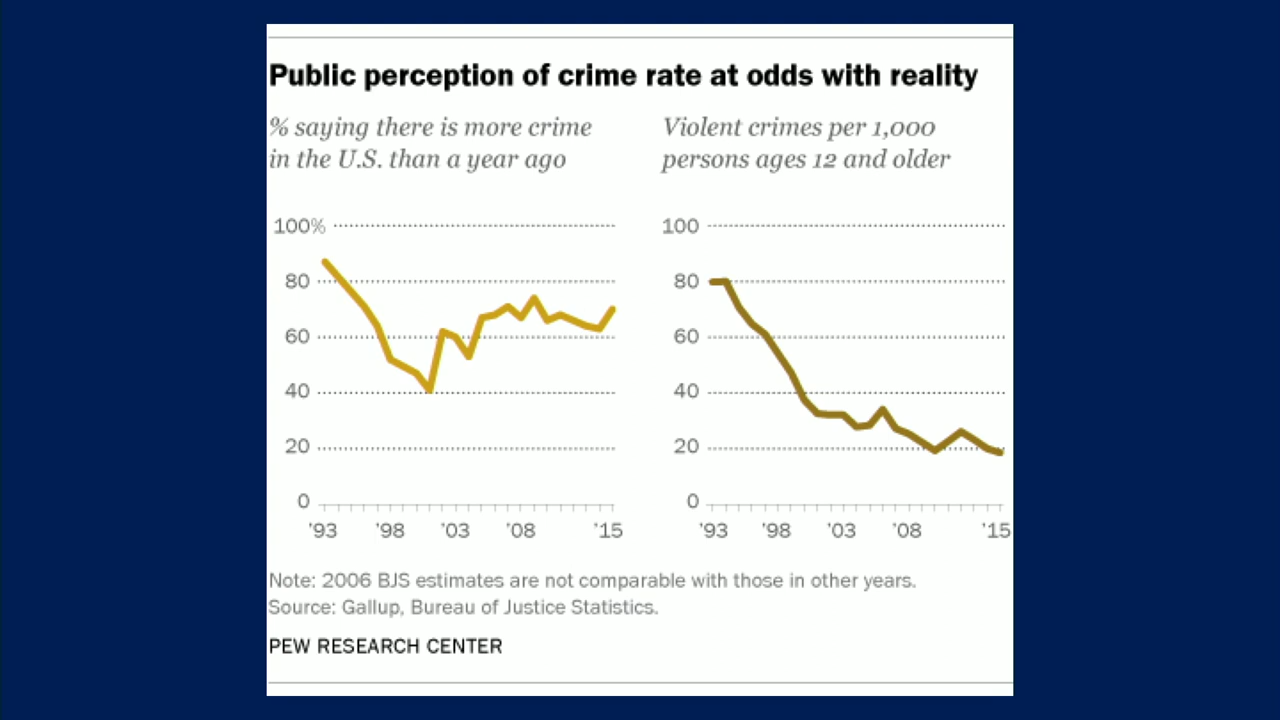 Public perception of crime rate at odds with reality
% saying there is more crime
in the U.S. than a year ago
100%
80
60
40
20
0
'93 '98 '03 '08 '15
Violent crimes per 1,000
persons ages 12 and older
100
80
60
40
20
0
'93 '98 '03 '08 '15
Note: 2006 BJS estimates are not comparable with those in other years.
Source: Gallup, Bureau of Justice Statistics.
PEW RESEARCH CENTER